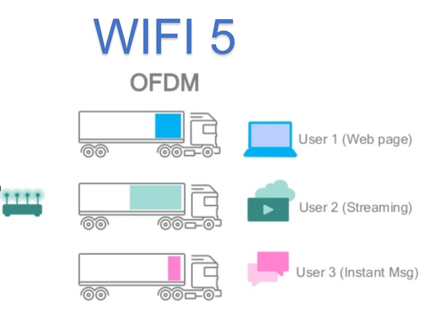 WIFI 5
OFDM
User 1 (Web page)
User 2 (Streaming)
User 3 (Instant Msg)